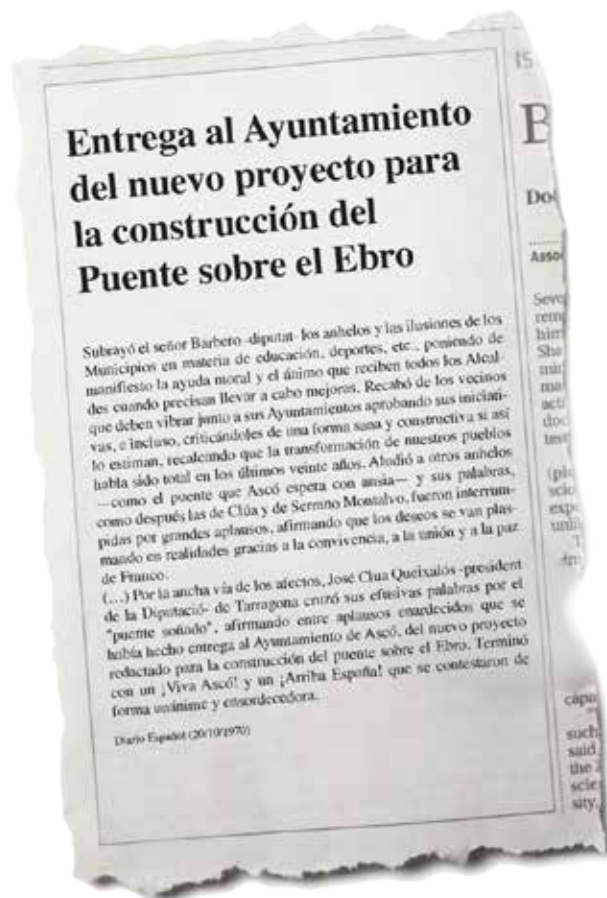 Entrega al Ayuntamiento
del nuevo proyecto para
la construcción del
Puente sobre el Ebro
Subrayó el señor Barbero -diputat- los anhelos y las ilusiones de los
Municipios en materia de educación, deportes, etc., poniendo de
manifiesto la ayuda moral y el ánimo que reciben todos los Alcal-
des cuando precisan llevar a cabo mejoras. Recabó de los vecinos
que deben vibrar junto a sus Ayuntamientos aprobando sus iniciati-
vas, e incluso, criticándoles de una forma sana y constructiva si así
lo estiman, recalcando que la transformación de nuestros pueblos
había sido total en los últimos veinte años. Aludió a otros anhelos
—como el puente que Ascó espera con ansia— y sus palabras,
como después las de Clúa y de Serrano Montalvo, fueron interrum-
pidas por grandes aplausos, afirmando que los deseos se van plas-
mando en realidades gracias a la convivencia, a la unión y a la paz
de Franco.
(...) Por la ancha vía de los afectos, José Clua Queixalós -president
de la Diputació- de Tarragona cruzó sus efusivas palabras por el
"puente soñado", afirmando entre aplausos enardecidos que se
había hecho entrega al Ayuntamiento de Ascó, del nuevo proyecto
redactado para la construcción del puente sobre el Ebro. Terminó
con un ¡Viva Ascó! y un ¡Arriba España! que se contestaron de
forma unánime y ensordecedora.
Diario Español (20/10/1970)
15
B
Do
Asso
Sevo
rem
him
Sha
min
ma
act
doc
(pl
scio
exp
unli
T
capa
such
said
the
scie
sity,